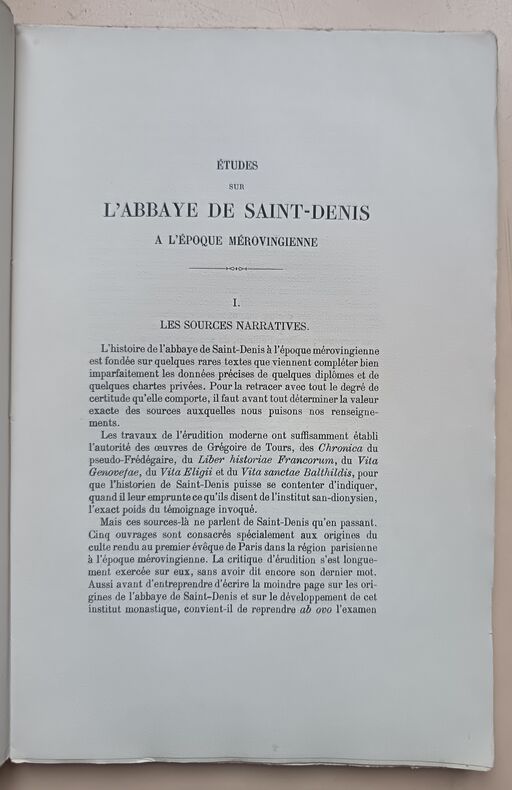 ÉTUDES
SUR
L'ABBAYE DE SAINT-DENIS
A L'ÉPOQUE MÉROVINGIENNE
I.
LES SOURCES NARRATIVES.
L'histoire de l'abbaye de Saint-Denis à l'époque mérovingienne
est fondée sur quelques rares textes que viennent compléter bien
imparfaitement les données précises de quelques diplômes et de
quelques chartes privées. Pour la retracer avec tout le degré de
certitude qu'elle comporte, il faut avant tout déterminer la valeur
exacte des sources auxquelles nous puisons nos renseigne-
ments.
Les travaux de l'érudition moderne ont suffisamment établi
l'autorité des œuvres de Grégoire de Tours, des Chronica du
pseudo-Frédégaire, du Liber historiae Francorum, du Vita
Genovefae, du Vita Eligii et du Vita sanctae Balthildis, pour
que l'historien de Saint-Denis puisse se contenter d'indiquer,
quand il leur emprunte ce qu'ils disent de l'institut san-dionysien,
l'exact poids du témoignage invoqué.
Mais ces sources-là ne parlent de Saint-Denis qu'en passant.
Cinq ouvrages sont consacrés spécialement aux origines du
culte rendu au premier évêque de Paris dans la région parisienne
à l'époque mérovingienne. La critique d'érudition s'est longue-
ment exercée sur eux, sans avoir dit encore son dernier mot.
Aussi avant d'entreprendre d'écrire la moindre page sur les ori-
gines de l'abbaye de Saint-Denis et sur le développement de cet
institut monastique, convient-il de reprendre ab ovo l'examen